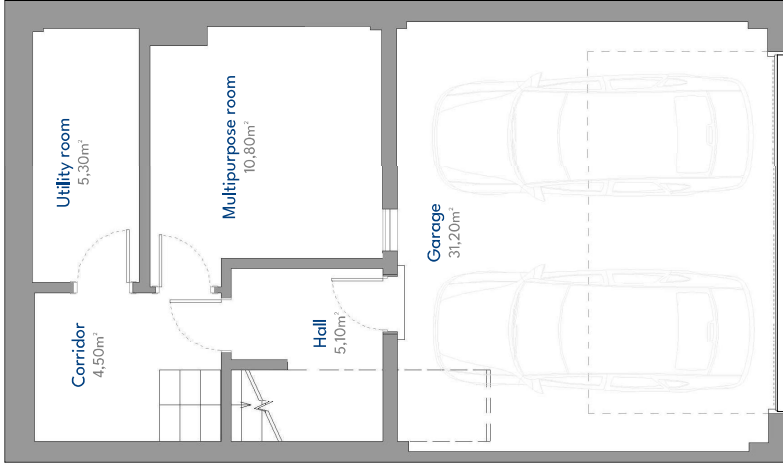 Utility room
5,30m²
Multipurpose room
10,80m²
Garage
31,20m²
Corridor
4,50m²
Hall
5,10m²